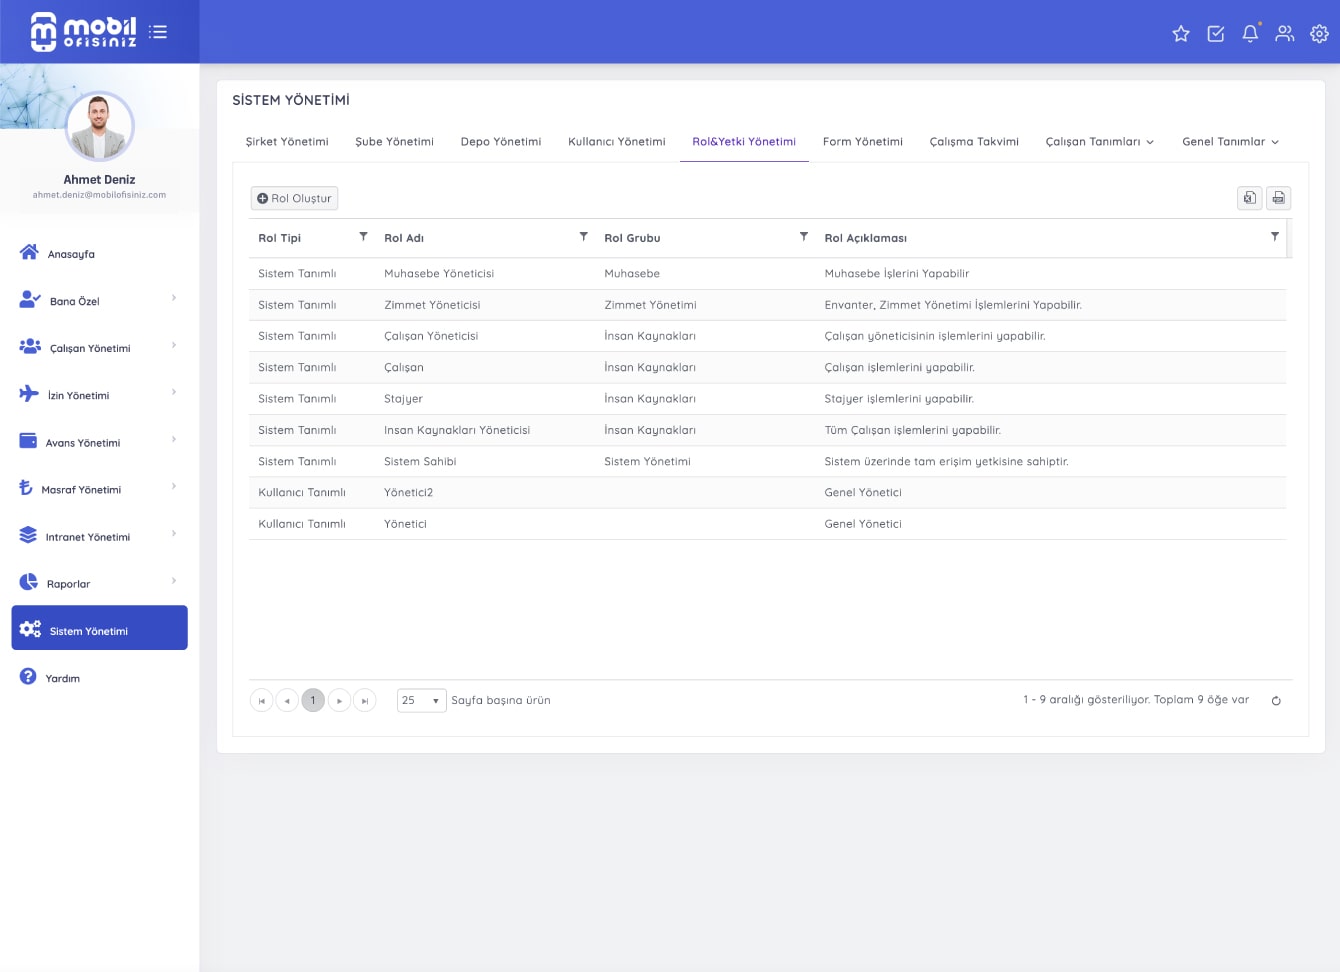 mobil
ofisiniz
Ahmet Deniz
ahmet.deniz@mobilofisiniz.com
Anasayfa
Bana Özel
Çalışan Yönetimi
İzin Yönetimi
Avans Yönetimi
Masraf Yönetimi
Intranet Yönetimi
Raporlar
Sistem Yönetimi
Yardım
SİSTEM YÖNETİMİ
Şirket Yönetimi Şube Yönetimi Depo Yönetimi Kullanıcı Yönetimi Rol&Yetki Yönetimi Form Yönetimi Çalışma Takvimi Çalışan Tanımları Genel Tanımlar
Rol Oluştur
Rol Tipi Rol Adı Rol Grubu Rol Açıklaması
Sistem Tanımlı Muhasebe Yöneticisi Muhasebe Muhasebe İşlerini Yapabilir
Sistem Tanımlı Zimmet Yöneticisi Zimmet Yönetimi Envanter, Zimmet Yönetimi İşlemlerini Yapabilir.
Sistem Tanımlı Çalışan Yöneticisi İnsan Kaynakları Çalışan yöneticisinin işlemlerini yapabilir.
Sistem Tanımlı Çalışan İnsan Kaynakları Çalışan işlemlerini yapabilir.
Sistem Tanımlı Stajyer İnsan Kaynakları Stajyer işlemlerini yapabilir.
Sistem Tanımlı Insan Kaynakları Yöneticisi İnsan Kaynakları Tüm Çalışan işlemlerini yapabilir.
Sistem Tanımlı Sistem Sahibi Sistem Yönetimi Sistem üzerinde tam erişim yetkisine sahiptir.
Kullanıcı Tanımlı Yönetici2 Genel Yönetici
Kullanıcı Tanımlı Yönetici Genel Yönetici
1 25 Sayfa başına ürün 1 - 9 aralığı gösteriliyor. Toplam 9 öğe var